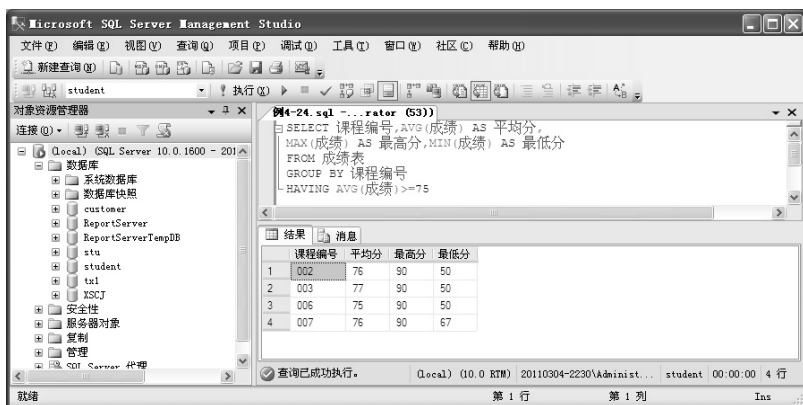 Microsoft SQL Server Management Studio
文件(F) 编辑(E) 视图(V) 查询(Q) 项目(P) 调试(D) 工具(T) 窗口(W) 社区(C) 帮助(H)
新建查询(N)
student 执行(X)
对象资源管理器
连接(O)
(local) (SQL Server 10.0.1600 - 201
数据库
系统数据库
数据库快照
customer
ReportServer
ReportServerTempDB
stu
student
txl
XSCJ
安全性
服务器对象
复制
管理
SQL Server 代理
例4-24.sql -...rator (53))
SELECT 课程编号,AVG(成绩) AS 平均分,
MAX(成绩) AS 最高分,MIN(成绩) AS 最低分
FROM 成绩表
GROUP BY 课程编号
HAVING AVG(成绩)>=75
结果 消息
课程编号 平均分 最高分 最低分
1 002 76 90 50
2 003 77 90 50
3 006 75 90 50
4 007 76 90 67
查询已成功执行。 (local) (10.0 RTM) 20110304-2230\Administ... student 00:00:00 4 行
就绪 第 1 行 第 1 列 Ins